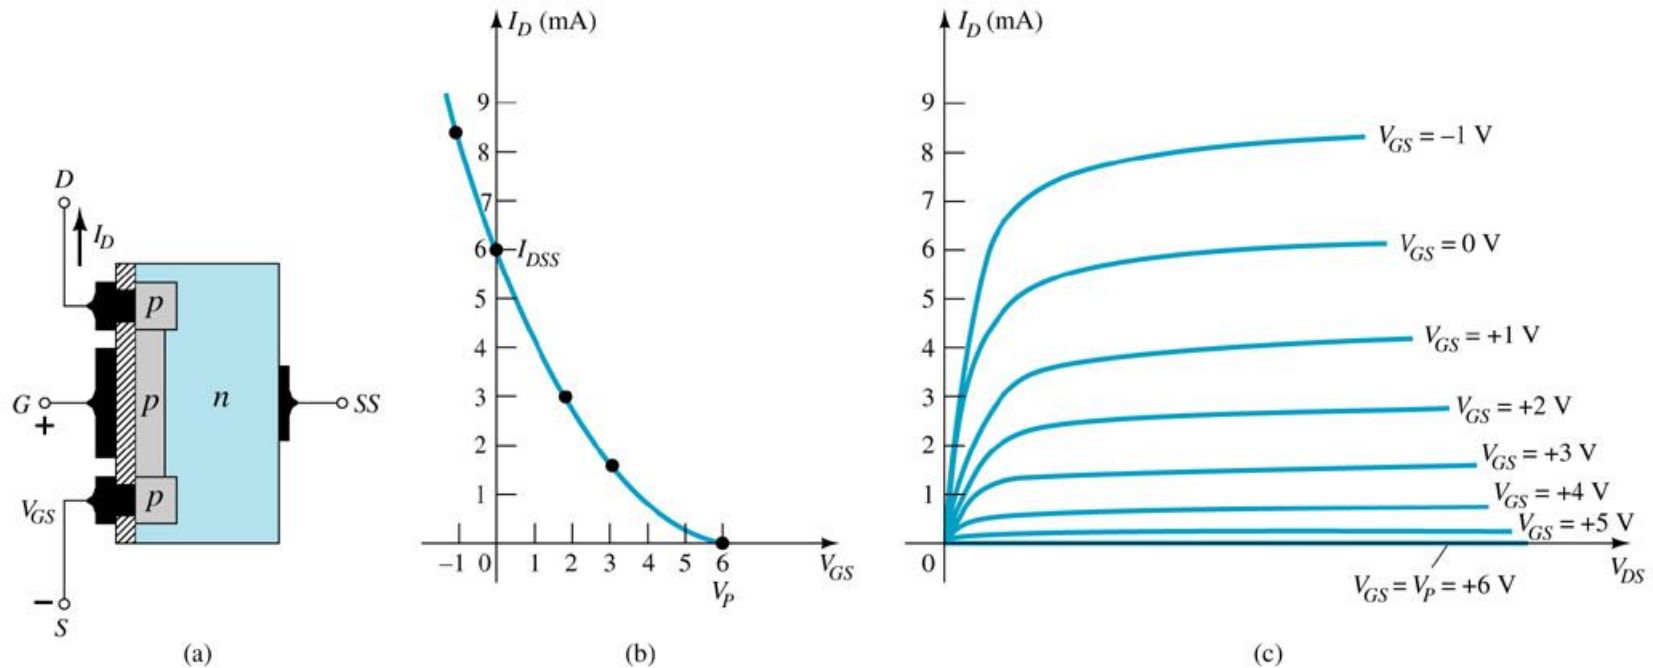 D
I_D
p
p
n
G
+
SS
p
V_GS
–
S
(a)
I_D (mA)
9
8
7
6
I_DSS
5
4
3
2
1
–1 0 1 2 3 4 5 6
V_GS
V_P
(b)
I_D (mA)
9
8
7
6
5
4
3
2
1
0
V_GS = –1 V
V_GS = 0 V
V_GS = +1 V
V_GS = +2 V
V_GS = +3 V
V_GS = +4 V
V_GS = +5 V
V_DS
V_GS = V_P = +6 V
(c)